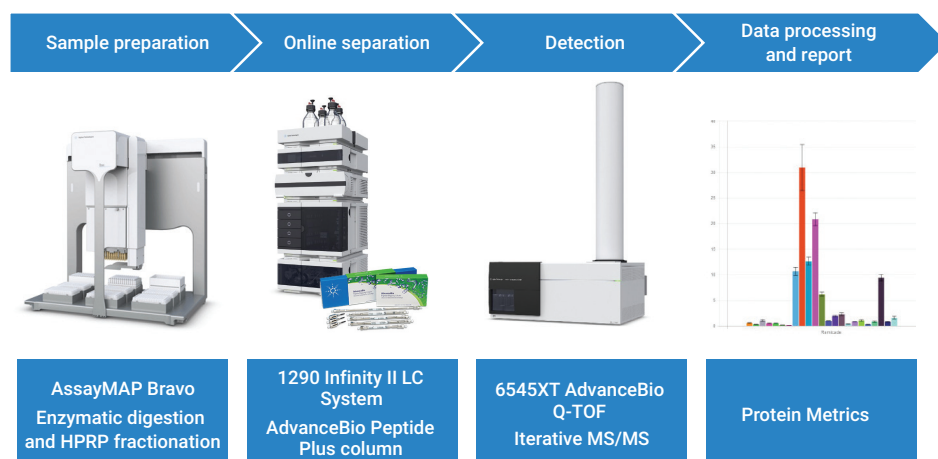 Sample preparation
Online separation
Detection
Data processing
and report
AssayMAP Bravo
Enzymatic digestion
and HPRP fractionation
1290 Infinity II LC
System
AdvanceBio Peptide
Plus column
6545XT AdvanceBio
Q-TOF
Iterative MS/MS
Protein Metrics